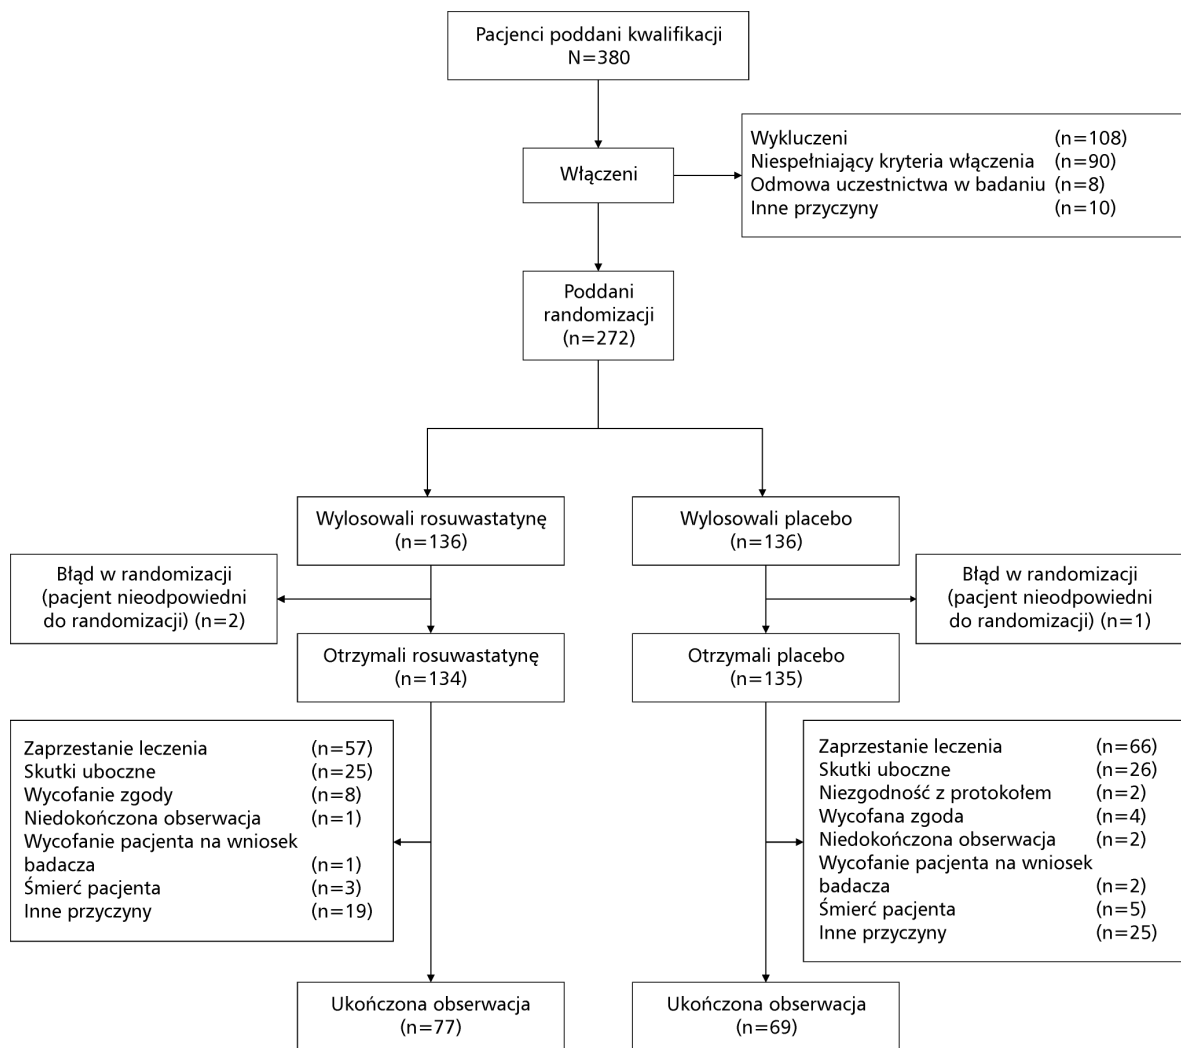 Pacjenci poddani kwalifikacji
N=380
Włączeni
Wykluczeni (n=108)
Niespełniający kryteria włączenia (n=90)
Odmowa uczestnictwa w badaniu (n=8)
Inne przyczyny (n=10)
Poddani
randomizacji
(n=272)
Wylosowali rosuwastatynę
(n=136)
Wylosowali placebo
(n=136)
Błąd w randomizacji
(pacjent nieodpowiedni
do randomizacji) (n=2)
Błąd w randomizacji
(pacjent nieodpowiedni
do randomizacji) (n=1)
Otrzymali rosuwastatynę
(n=134)
Otrzymali placebo
(n=135)
Zaprzestanie leczenia (n=57)
Skutki uboczne (n=25)
Wycofanie zgody (n=8)
Niedokończona obserwacja (n=1)
Wycofanie pacjenta na wniosek
badacza (n=1)
Śmierć pacjenta (n=3)
Inne przyczyny (n=19)
Zaprzestanie leczenia (n=66)
Skutki uboczne (n=26)
Niezgodność z protokołem (n=2)
Wycofana zgoda (n=4)
Niedokończona obserwacja (n=2)
Wycofanie pacjenta na wniosek
badacza (n=2)
Śmierć pacjenta (n=5)
Inne przyczyny (n=25)
Ukończona obserwacja
(n=77)
Ukończona obserwacja
(n=69)